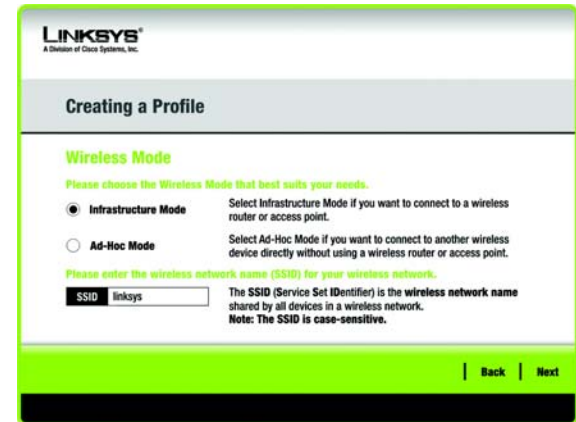 LINKSYS®
A Division of Cisco Systems, Inc.
Creating a Profile
Wireless Mode
Please choose the Wireless Mode that best suits your needs.
Infrastructure Mode
Select Infrastructure Mode if you want to connect to a wireless
router or access point.
Ad-Hoc Mode
Select Ad-Hoc Mode if you want to connect to another wireless
device directly without using a wireless router or access point.
Please enter the wireless network name (SSID) for your wireless network.
SSID linksys
The SSID (Service Set IDentifier) is the wireless network name
shared by all devices in a wireless network.
Note: The SSID is case-sensitive.
Back Next